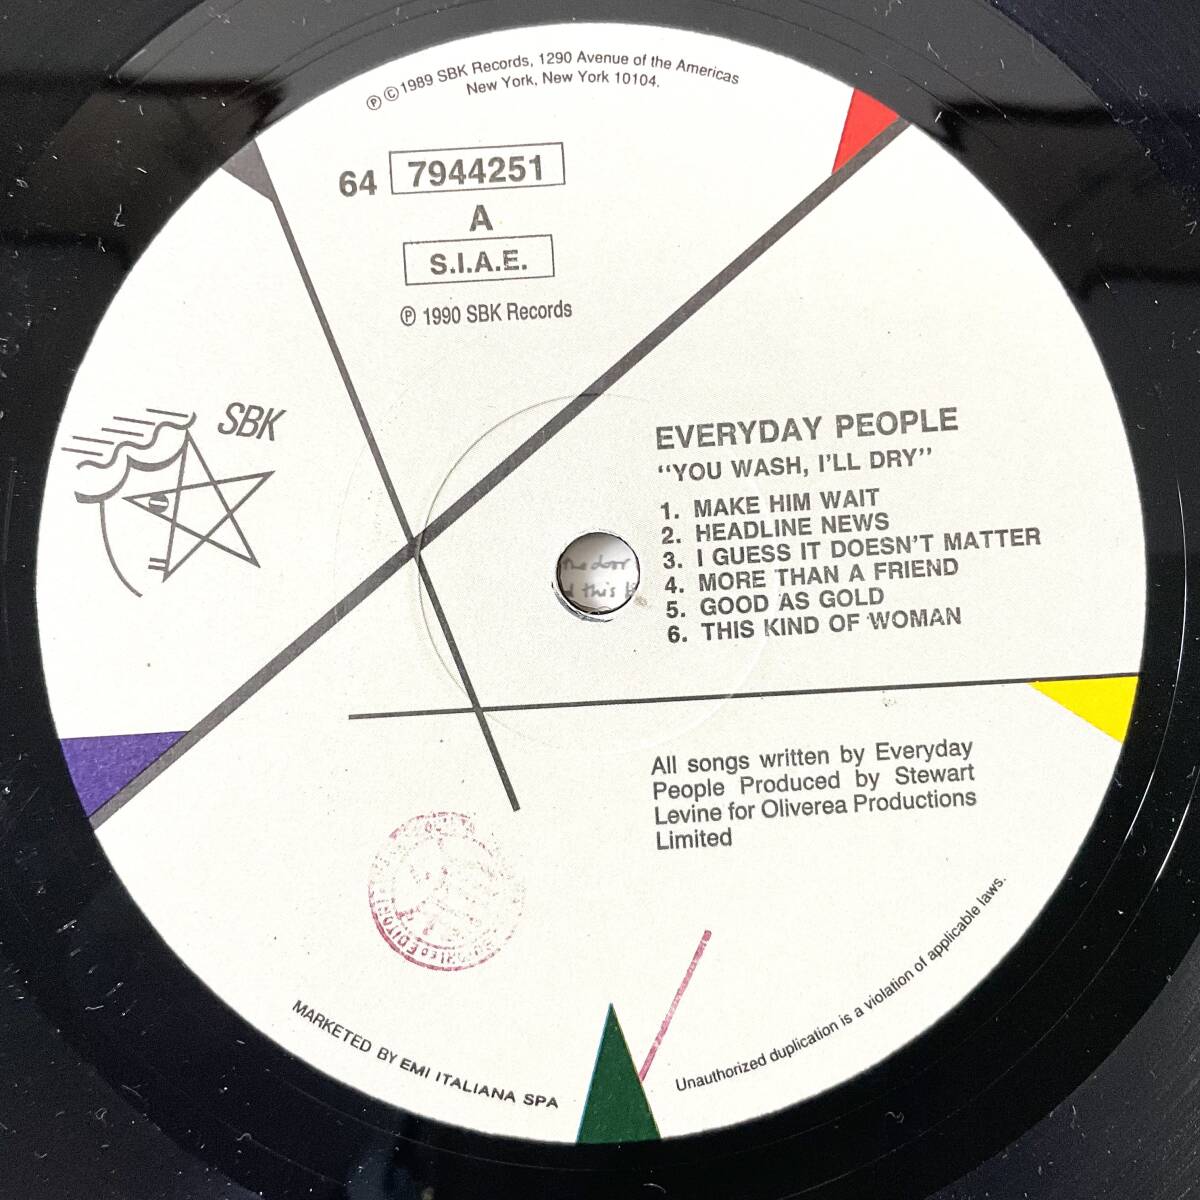 ℗ ©1989 SBK Records, 1290 Avenue of the Americas
New York, New York 10104.
64 7944251
A
S.I.A.E.
℗ 1990 SBK Records
SBK
EVERYDAY PEOPLE
“YOU WASH, I'LL DRY”
1. MAKE HIM WAIT
2. HEADLINE NEWS
3. I GUESS IT DOESN'T MATTER
4. MORE THAN A FRIEND
5. GOOD AS GOLD
6. THIS KIND OF WOMAN
the door
this
All songs written by Everyday
People Produced by Stewart
Levine for Oliverea Productions
Limited
MARKETED BY EMI ITALIANA SPA
Unauthorized duplication is a violation of applicable laws.